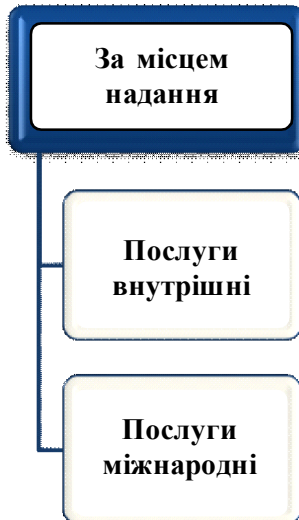 За місцем
надання
Послуги
внутрішні
Послуги
міжнародні